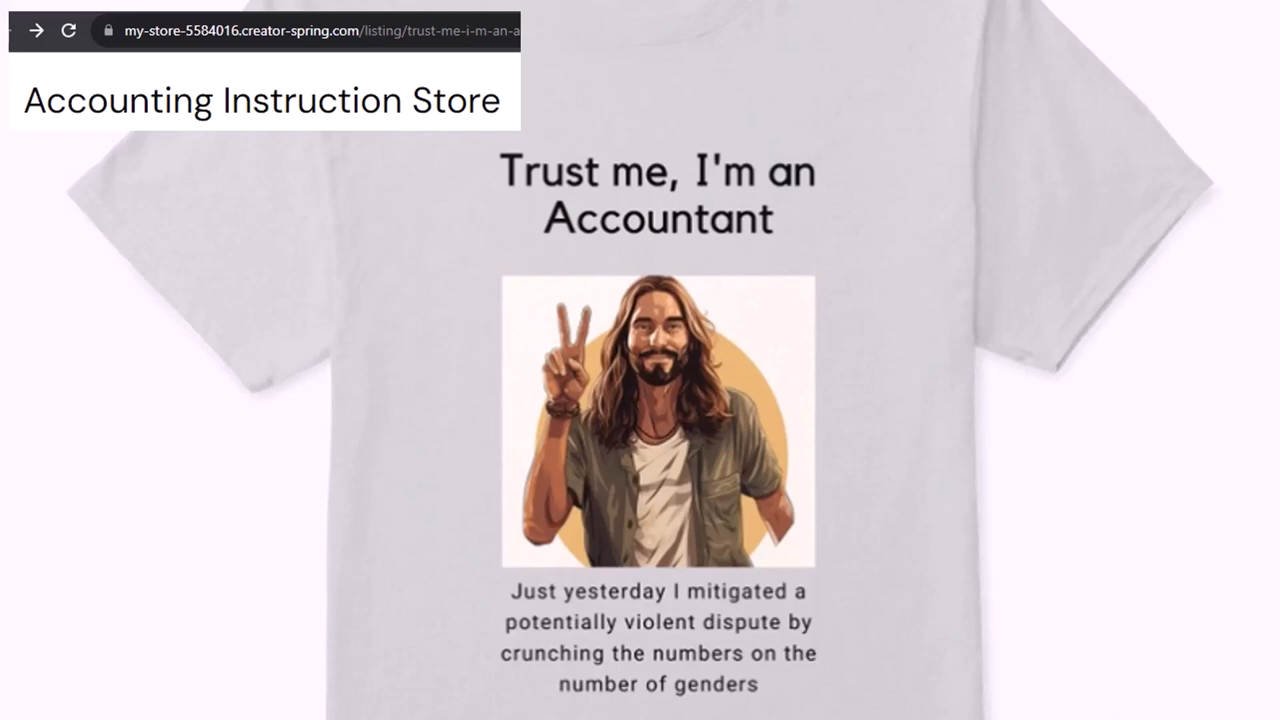 my-store-5584016.creator-spring.com/listing/trust-me-i-m-an-a
Accounting Instruction Store
Trust me, I'm an
Accountant
Just yesterday I mitigated a
potentially violent dispute by
crunching the numbers on the
number of genders